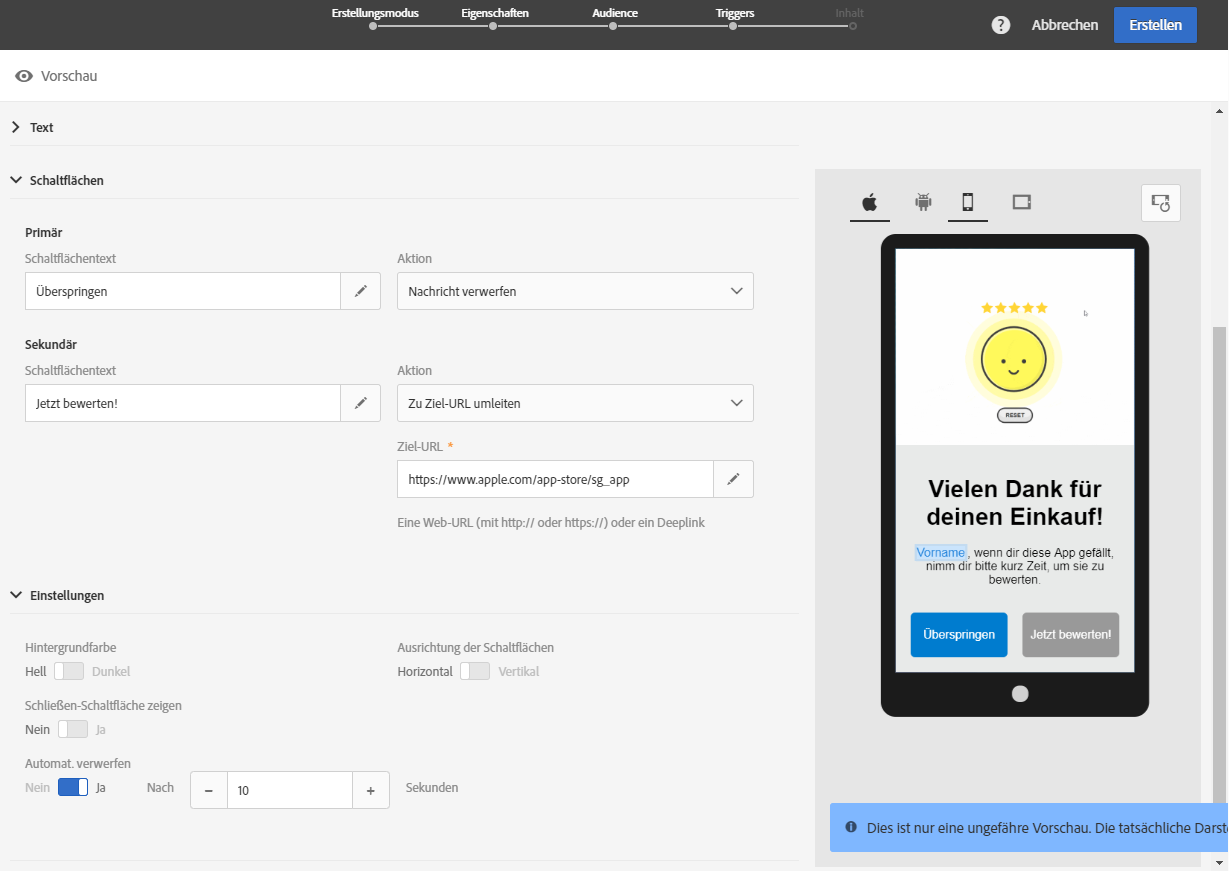 Erstellungsmodus
Eigenschaften
Audience
Triggers
Inhalt
?
Abbrechen
Erstellen
Vorschau
Text
Schaltflächen
Primär
Schaltflächentext
Aktion
Überspringen
Nachricht verwerfen
Sekundär
Schaltflächentext
Aktion
Jetzt bewerten!
Zu Ziel-URL umleiten
Ziel-URL *
https://www.apple.com/app-store/sg_app
Eine Web-URL (mit http:// oder https://) oder ein Deeplink
Einstellungen
Hintergrundfarbe
Ausrichtung der Schaltflächen
Hell
Dunkel
Horizontal
Vertikal
Schließen-Schaltfläche zeigen
Nein
Ja
Automat. verwerfen
Nein
Ja
Nach
−
10
+
Sekunden
RESET
Vielen Dank für
deinen Einkauf!
Vorname, wenn dir diese App gefällt,
nimm dir bitte kurz Zeit, um sie zu
bewerten.
Überspringen
Jetzt bewerten!
Dies ist nur eine ungefähre Vorschau. Die tatsächliche Darste